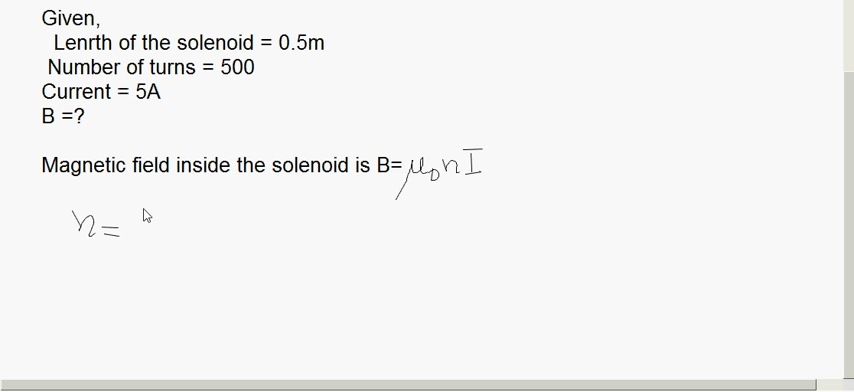 Given,
Lenrth of the solenoid = 0.5m
Number of turns = 500
Current = 5A
B =?
Magnetic field inside the solenoid is B= μ₀nI
n =